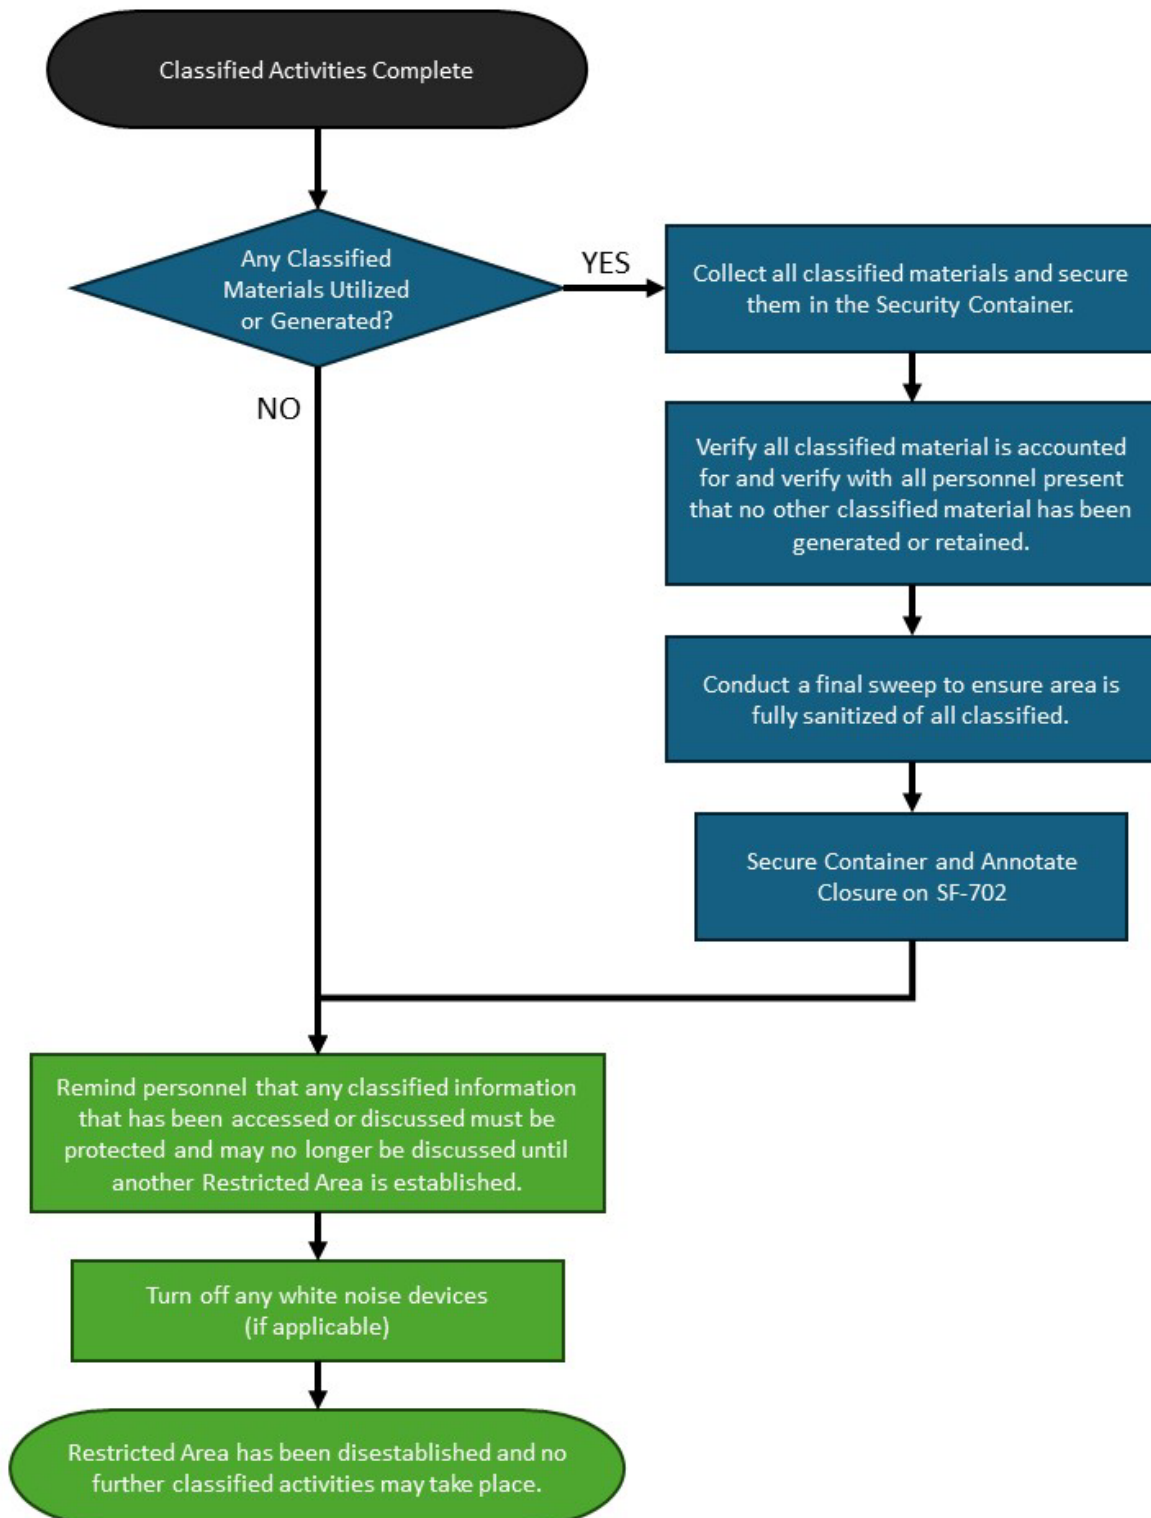 Classified Activities Complete
Any Classified
Materials Utilized
or Generated?
YES
Collect all classified materials and secure
them in the Security Container.
NO
Verify all classified material is accounted
for and verify with all personnel present
that no other classified material has been
generated or retained.
Conduct a final sweep to ensure area is
fully sanitized of all classified.
Secure Container and Annotate
Closure on SF-702
Remind personnel that any classified information
that has been accessed or discussed must be
protected and may no longer be discussed until
another Restricted Area is established.
Turn off any white noise devices
(if applicable)
Restricted Area has been disestablished and no
further classified activities may take place.